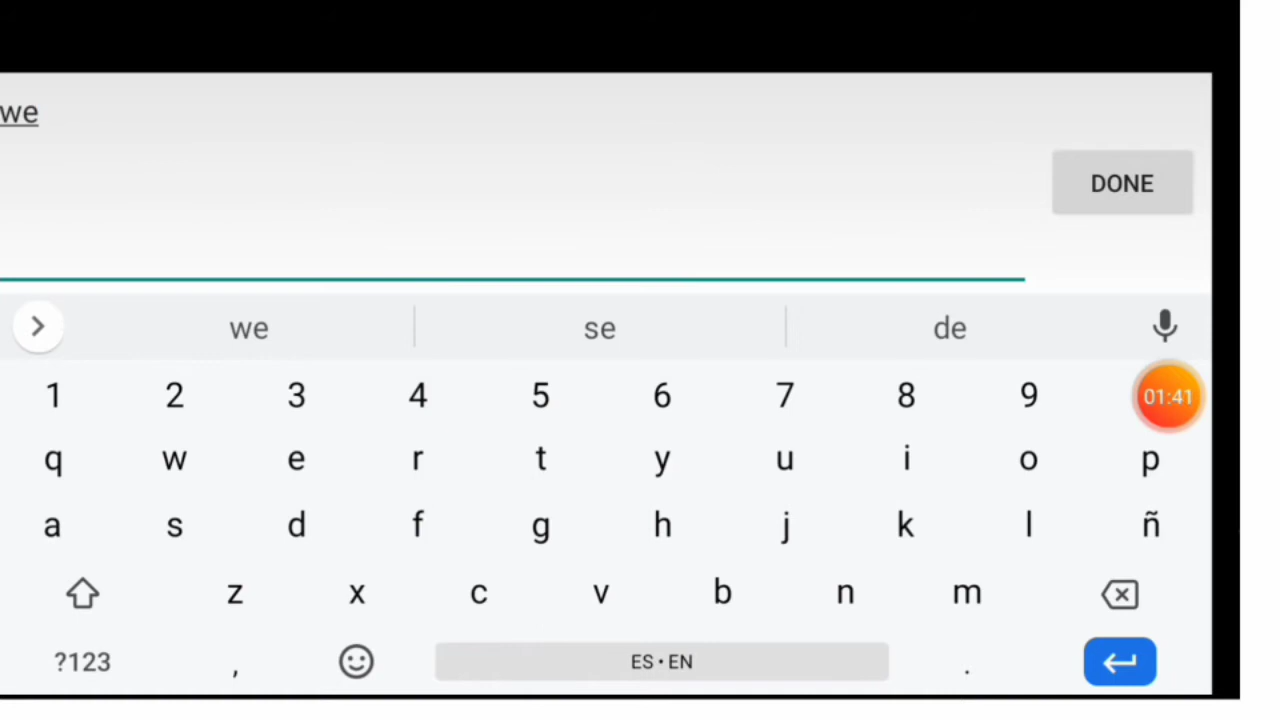 we
DONE
we se de
1 2 3 4 5 6 7 8 9
01:41
q w e r t y u i o p
a s d f g h j k l ñ
z x c v b n m
?123 , ES • EN .